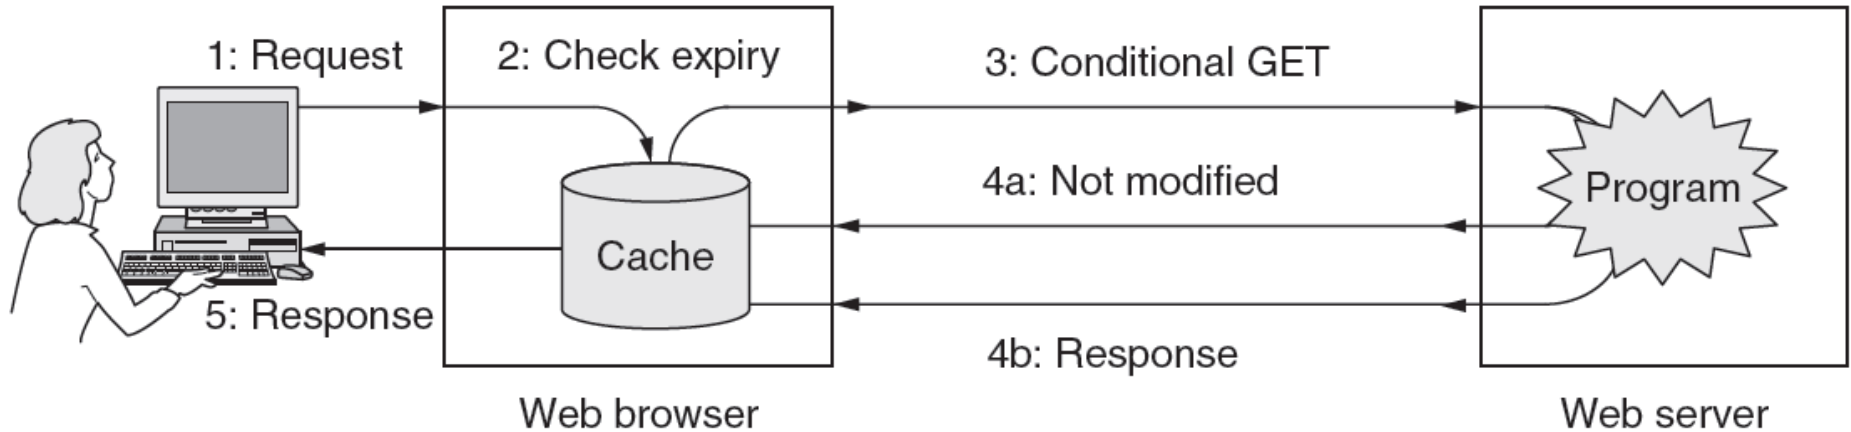 1: Request
2: Check expiry
3: Conditional GET
4a: Not modified
Program
Cache
5: Response
4b: Response
Web browser
Web server